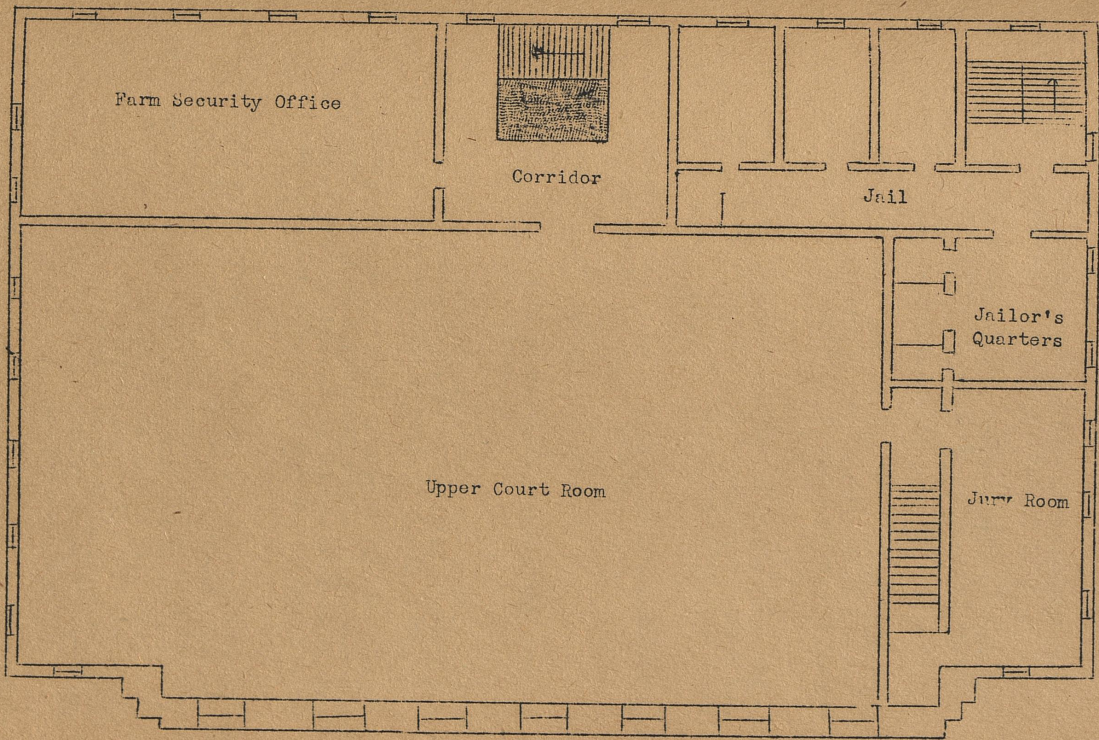 Farm Security Office
Corridor
Jail
Jailor's
Quarters
Upper Court Room
Jury Room